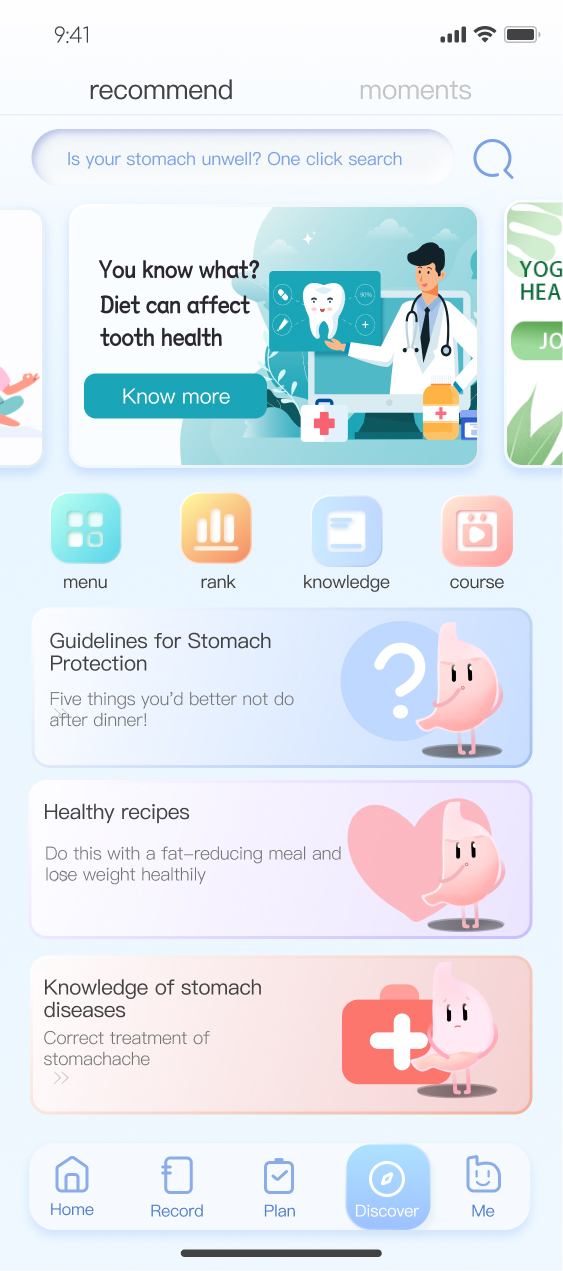 9:41
recommend
moments
Is your stomach unwell? One click search
You know what?
Diet can affect
tooth health
Know more
90%
menu
rank
knowledge
course
Guidelines for Stomach
Protection
Five things you'd better not do
after dinner!
Healthy recipes
Do this with a fat-reducing meal and
lose weight healthily
Knowledge of stomach
diseases
Correct treatment of
stomachache
Home
Record
Plan
Discover
Me